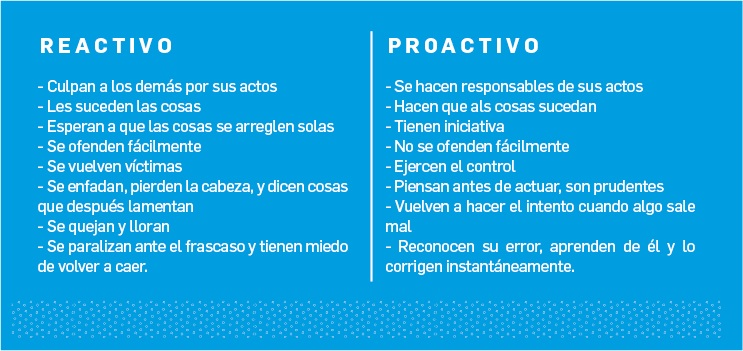 REACTIVO
- Culpan a los demás por sus actos
- Les suceden las cosas
- Esperan a que las cosas se arreglen solas
- Se ofenden fácilmente
- Se vuelven víctimas
- Se enfadan, pierden la cabeza, y dicen cosas
que después lamentan
- Se quejan y lloran
- Se paralizan ante el frascaso y tienen miedo
de volver a caer.
PROACTIVO
- Se hacen responsables de sus actos
- Hacen que als cosas sucedan
- Tienen iniciativa
- No se ofenden fácilmente
- Ejercen el control
- Piensan antes de actuar, son prudentes
- Vuelven a hacer el intento cuando algo sale
mal
- Reconocen su error, aprenden de él y lo
corrigen instantáneamente.